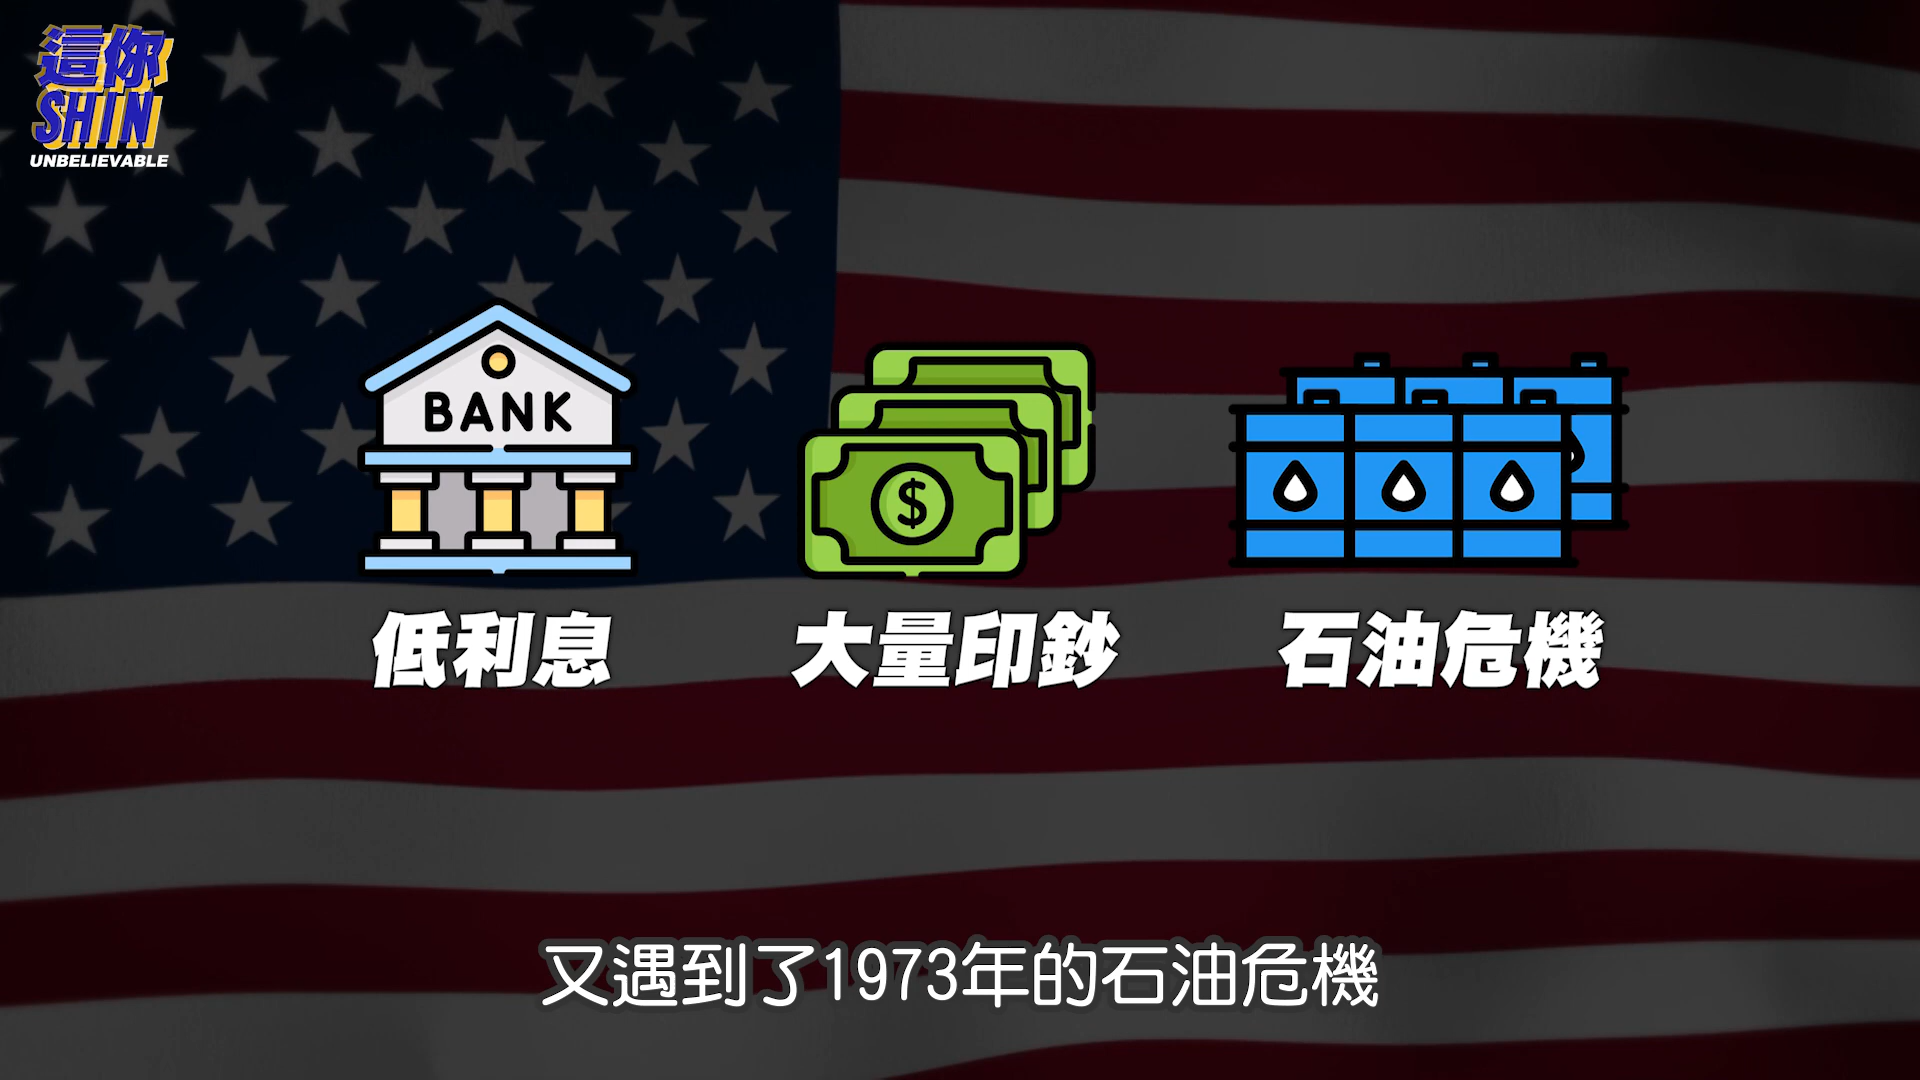 這你
SHIN
UNBELIEVABLE
BANK
$
低利息
大量印鈔
石油危機
又遇到了1973年的石油危機